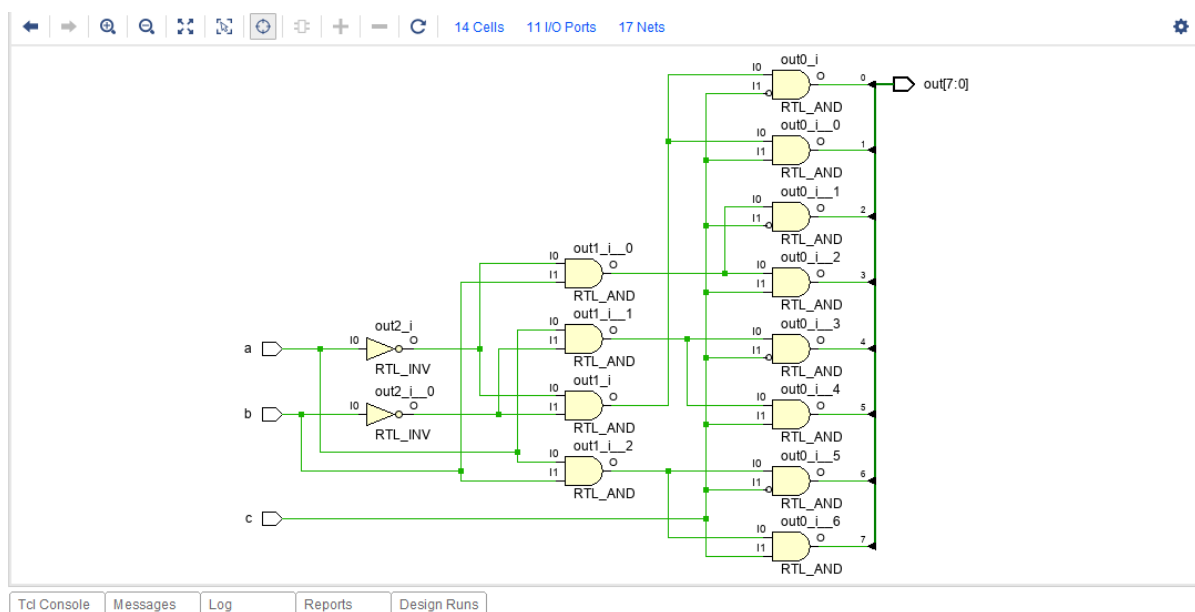 14 Cells 11 I/O Ports 17 Nets
out0_i
I0 O 0
I1
RTL_AND
out[7:0]
out0_i__0
I0 O 1
I1
RTL_AND
out0_i__1
I0 O 2
I1
RTL_AND
out1_i__0
I0 O
I1
RTL_AND
out0_i__2
I0 O 3
I1
RTL_AND
out1_i__1
I0 O
I1
RTL_AND
out0_i__3
I0 O 4
I1
RTL_AND
a
out2_i
I0 O
RTL_INV
out1_i
I0 O
I1
RTL_AND
out0_i__4
I0 O 5
I1
RTL_AND
b
out2_i__0
I0 O
RTL_INV
out1_i__2
I0 O
I1
RTL_AND
out0_i__5
I0 O 6
I1
RTL_AND
c
out0_i__6
I0 O 7
I1
RTL_AND
Tcl Console Messages Log Reports Design Runs